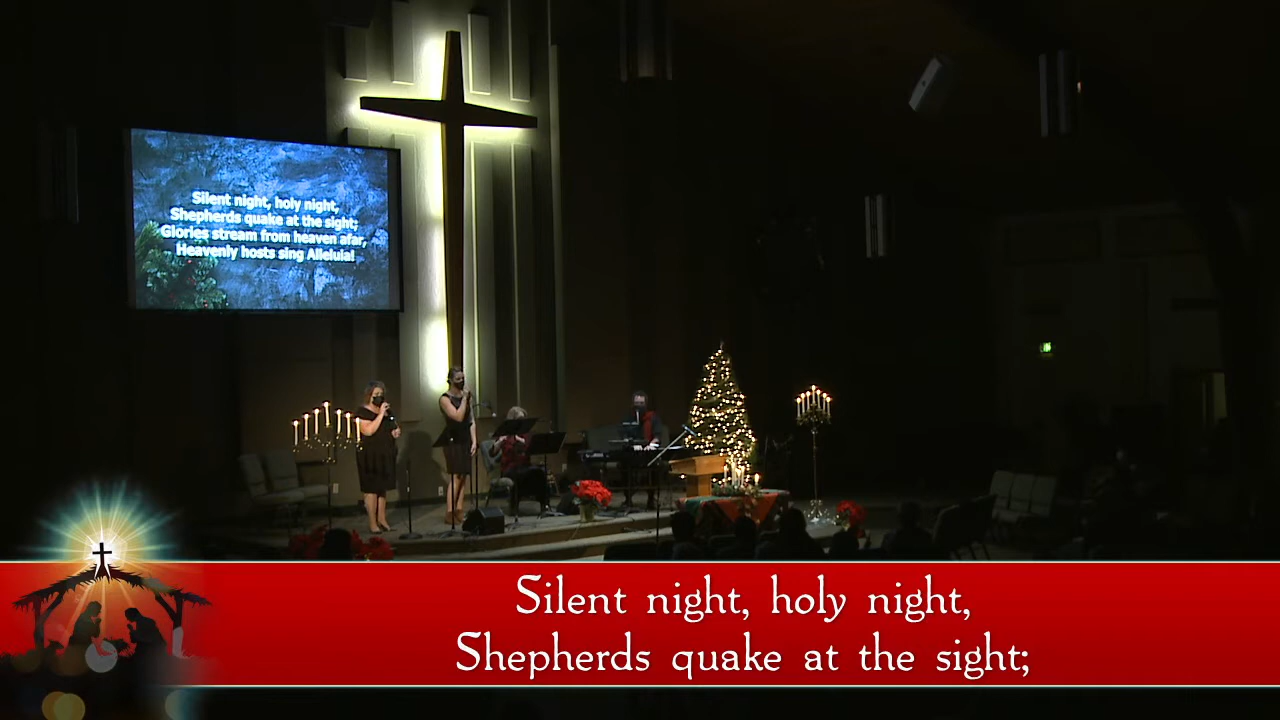 Silent night, holy night,
Shepherds quake at the sight;
Glories stream from heaven afar,
Heavenly hosts sing Alleluia!
Silent night, holy night,
Shepherds quake at the sight;